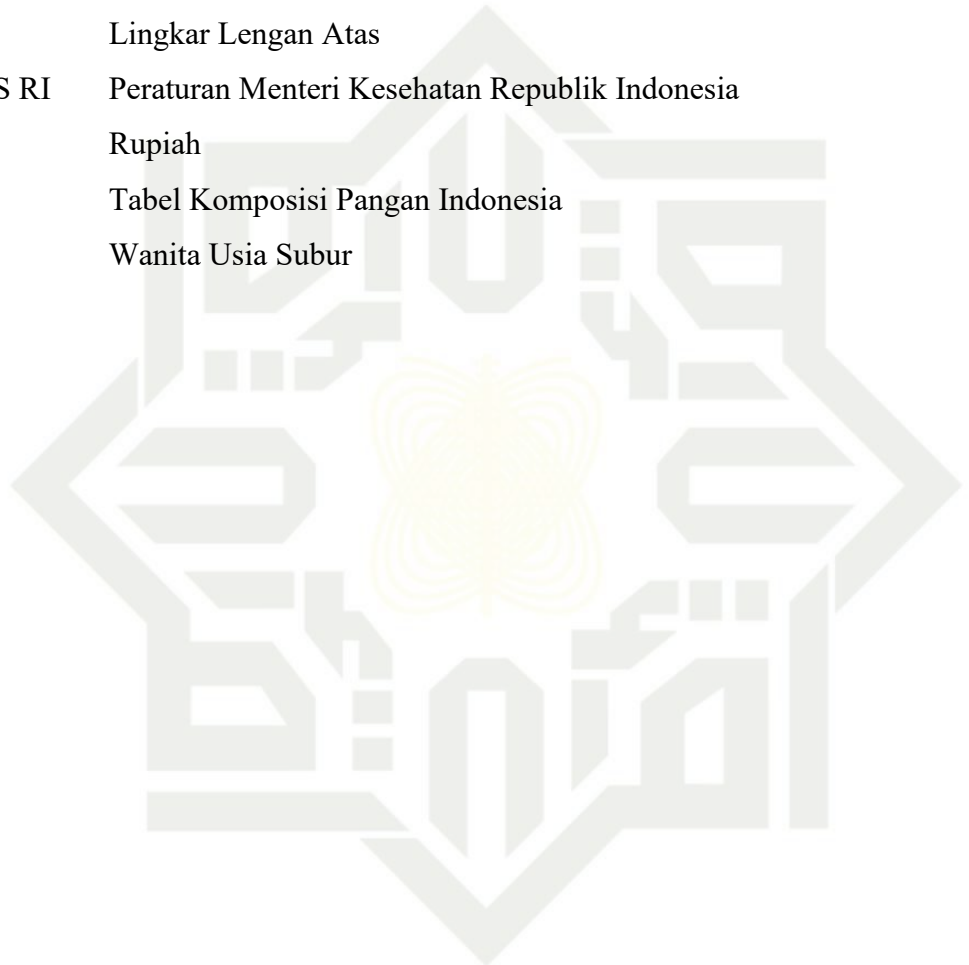 Lingkar Lengan Atas
S RI Peraturan Menteri Kesehatan Republik Indonesia
Rupiah
Tabel Komposisi Pangan Indonesia
Wanita Usia Subur